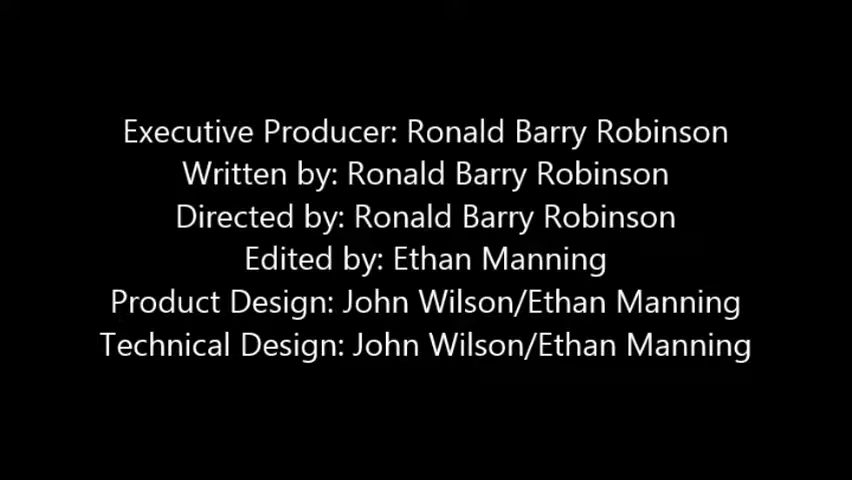 Executive Producer: Ronald Barry Robinson
Written by: Ronald Barry Robinson
Directed by: Ronald Barry Robinson
Edited by: Ethan Manning
Product Design: John Wilson/Ethan Manning
Technical Design: John Wilson/Ethan Manning